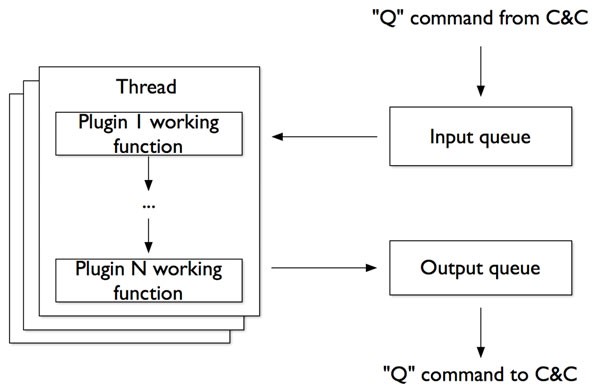 "Q" command from C&C
Thread
Plugin 1 working
function
Input queue
...
Plugin N working
function
Output queue
"Q" command to C&C